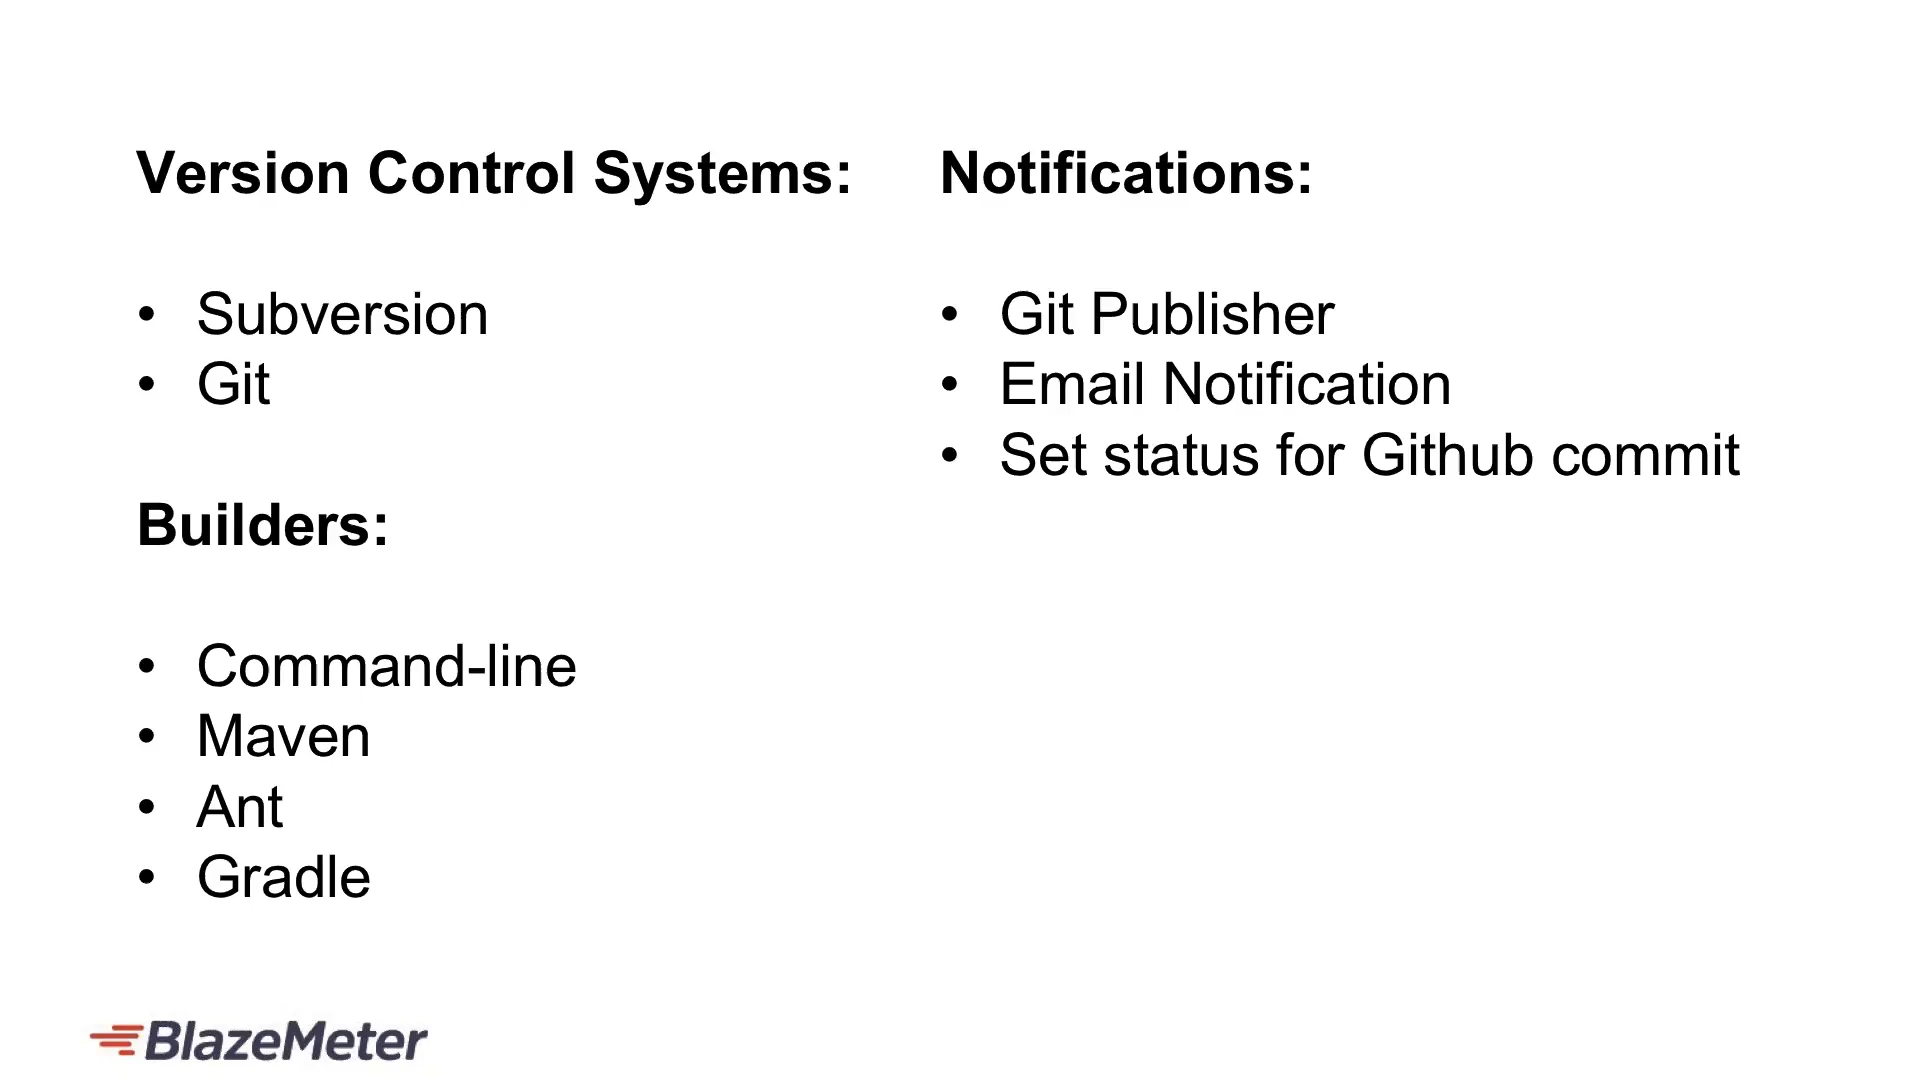 Version Control Systems:
• Subversion
• Git
Builders:
• Command-line
• Maven
• Ant
• Gradle
Notifications:
• Git Publisher
• Email Notification
• Set status for Github commit
BlazeMeter